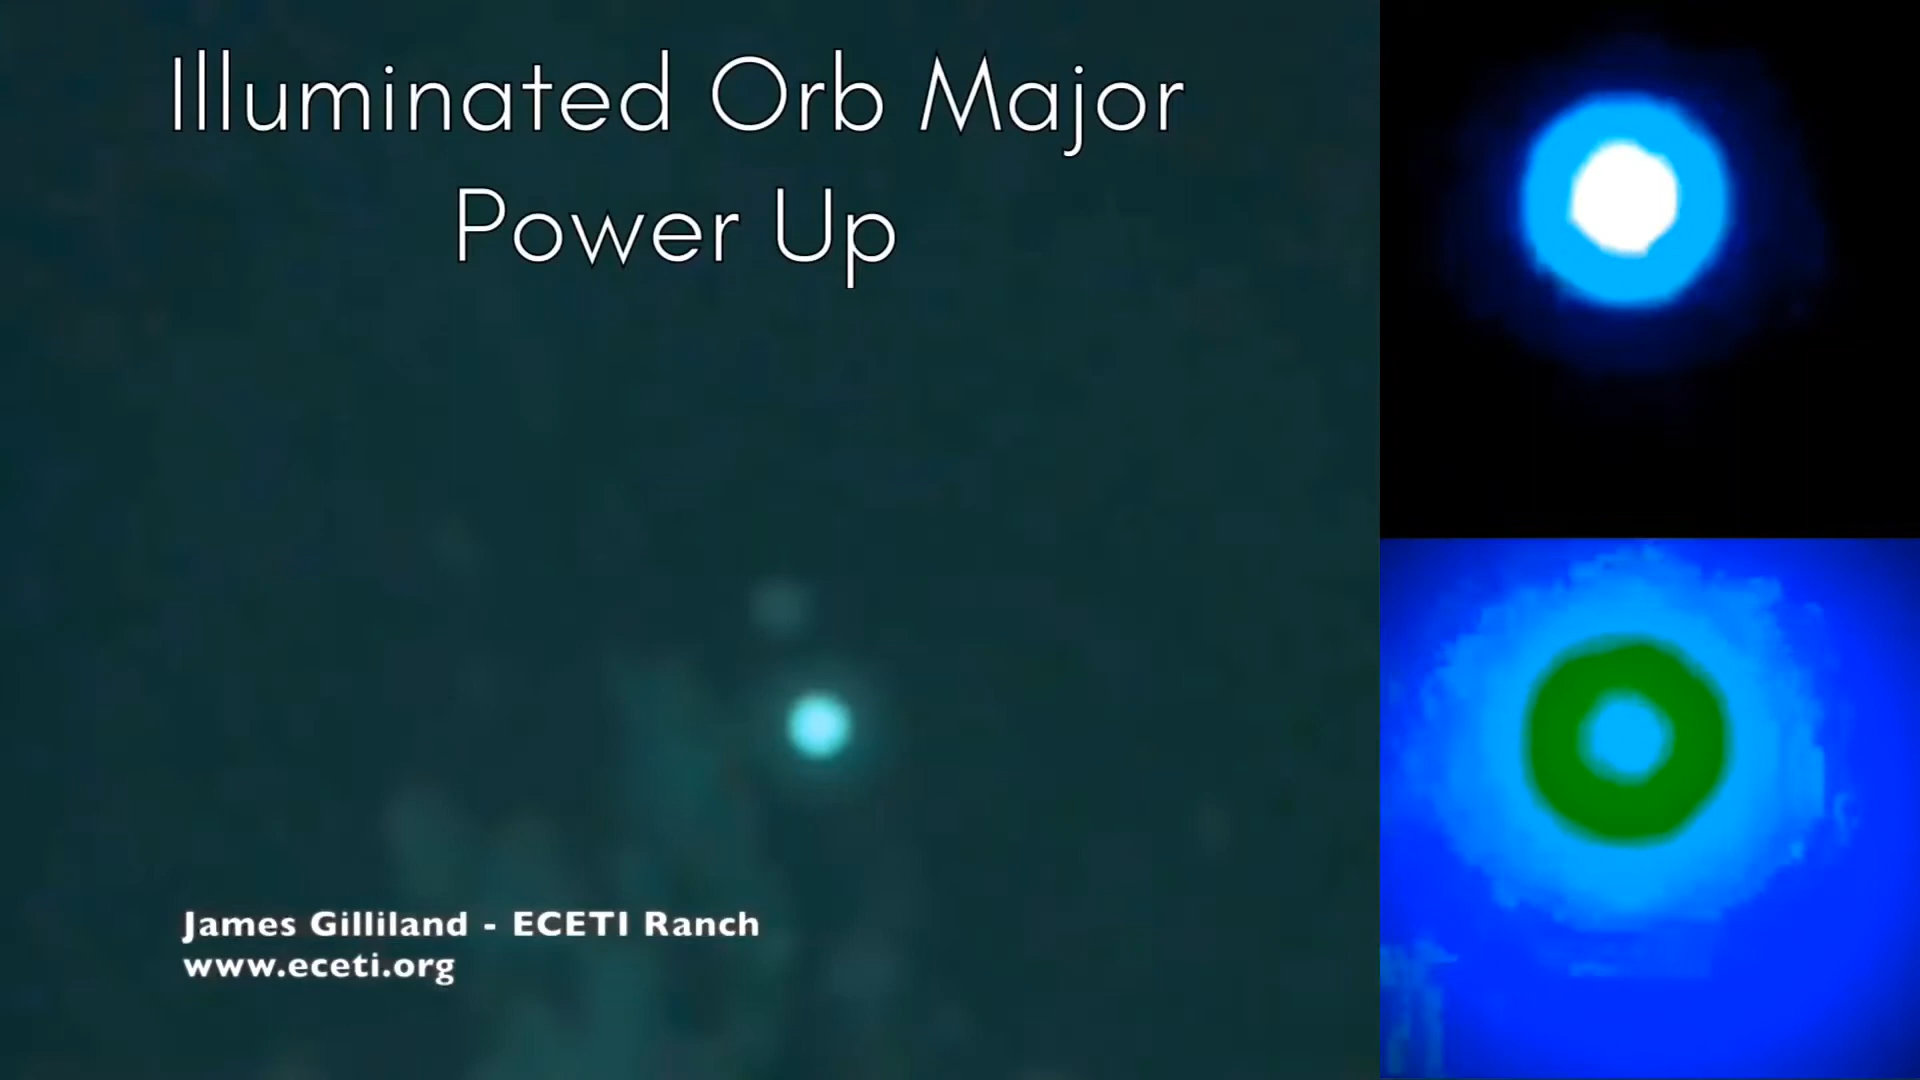 Illuminated Orb Major
Power Up
James Gilliland - ECETI Ranch
www.eceti.org